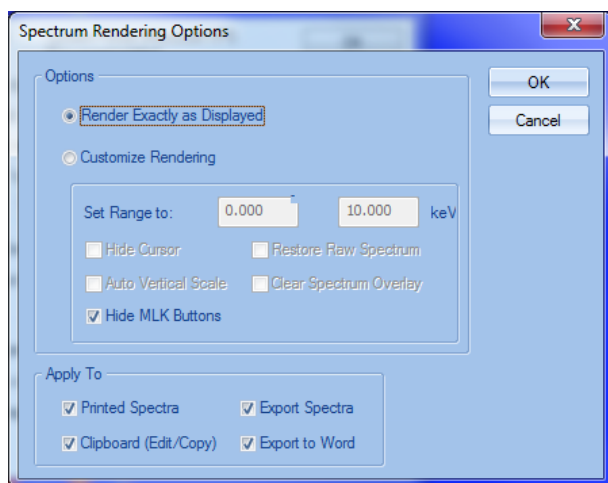 Spectrum Rendering Options
Options
OK
Render Exactly as Displayed
Cancel
Customize Rendering
Set Range to: 0.000 10.000 keV
Hide Cursor Restore Raw Spectrum
Auto Vertical Scale Clear Spectrum Overlay
Hide MLK Buttons
Apply To
Printed Spectra Export Spectra
Clipboard (Edit/Copy) Export to Word